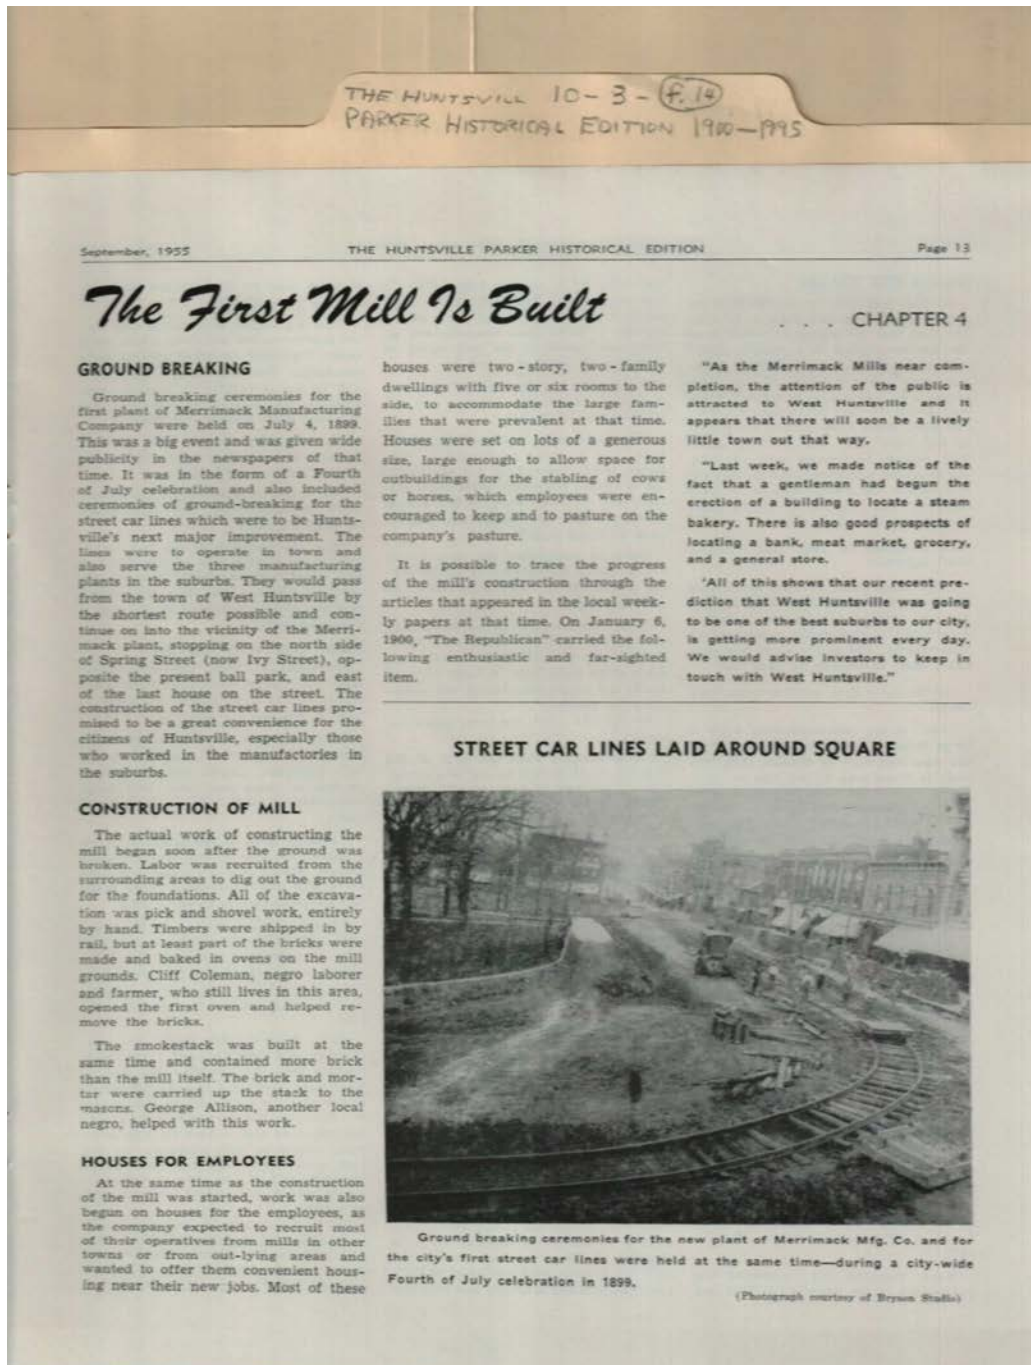 THE HUNTSVILL 10-3-f.14
PARKER HISTORICAL EDITION 1900-1995
September, 1955
THE HUNTSVILLE PARKER HISTORICAL EDITION
Page 13
The First Mill Is Built
. . . CHAPTER 4
GROUND BREAKING
Ground breaking ceremonies for the
first plant of Merrimack Manufacturing
Company were held on July 4, 1899.
This was a big event and was given wide
publicity in the newspapers of that
time. It was in the form of a Fourth
of July celebration and also included
ceremonies of ground-breaking for the
street car lines which were to be Hunts-
ville's next major improvement. The
lines were to operate in town and
also serve the three manufacturing
plants in the suburbs. They would pass
from the town of West Huntsville by
the shortest route possible and con-
tinue on into the vicinity of the Merri-
mack plant, stopping on the north side
of Spring Street (now Ivy Street), op-
posite the present ball park, and east
of the last house on the street. The
construction of the street car lines pro-
mised to be a great convenience for the
citizens of Huntsville, especially those
who worked in the manufactories in
the suburbs.
CONSTRUCTION OF MILL
The actual work of constructing the
mill began soon after the ground was
broken. Labor was recruited from the
surrounding areas to dig out the ground
for the foundations. All of the excava-
tion was pick and shovel work, entirely
by hand. Timbers were shipped in by
rail, but at least part of the bricks were
made and baked in ovens on the mill
grounds. Cliff Coleman, negro laborer
and farmer, who still lives in this area,
opened the first oven and helped re-
move the bricks.
The smokestack was built at the
same time and contained more brick
than the mill itself. The brick and mor-
tar were carried up the stack to the
masons. George Allison, another local
negro, helped with this work.
HOUSES FOR EMPLOYEES
At the same time as the construction
of the mill was started, work was also
begun on houses for the employees, as
the company expected to recruit most
of their operatives from mills in other
towns or from out-lying areas and
wanted to offer them convenient hous-
ing near their new jobs. Most of these
houses were two-story, two-family
dwellings with five or six rooms to the
side, to accommodate the large fam-
ilies that were prevalent at that time.
Houses were set on lots of a generous
size, large enough to allow space for
outbuildings for the stabling of cows
or horses, which employees were en-
couraged to keep and to pasture on the
company's pasture.
It is possible to trace the progress
of the mill's construction through the
articles that appeared in the local week-
ly papers at that time. On January 6,
1900, "The Republican" carried the fol-
lowing enthusiastic and far-sighted
item.
"As the Merrimack Mills near com-
pletion, the attention of the public is
attracted to West Huntsville and it
appears that there will soon be a lively
little town out that way.
"Last week, we made notice of the
fact that a gentleman had begun the
erection of a building to locate a steam
bakery. There is also good prospects of
locating a bank, meat market, grocery,
and a general store.
'All of this shows that our recent pre-
diction that West Huntsville was going
to be one of the best suburbs to our city,
is getting more prominent every day.
We would advise investors to keep in
touch with West Huntsville."
STREET CAR LINES LAID AROUND SQUARE
Ground breaking ceremonies for the new plant of Merrimack Mfg. Co. and for
the city's first street car lines were held at the same time—during a city-wide
Fourth of July celebration in 1899.
(Photograph courtesy of Bryson Studio)